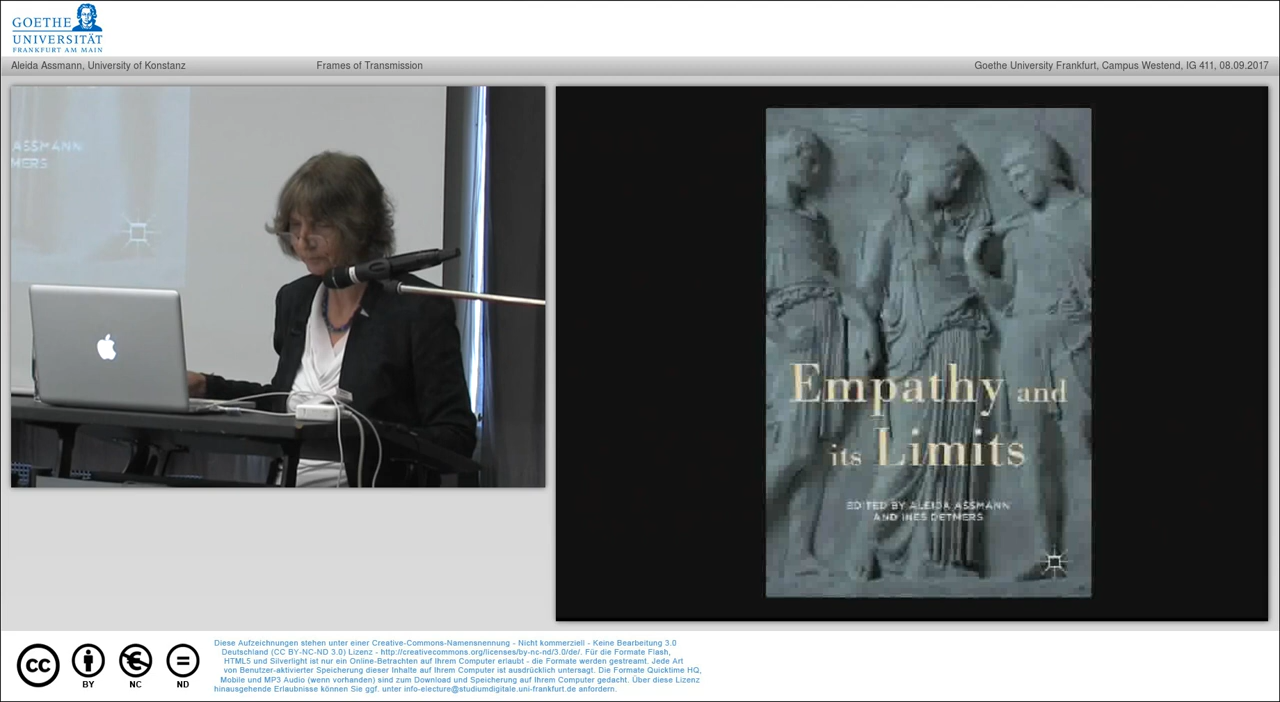 GOETHE
UNIVERSITÄT
FRANKFURT AM MAIN
Aleida Assmann, University of Konstanz
Frames of Transmission
Goethe University Frankfurt, Campus Westend, IG 411, 08.09.2017
ASSMANN
MERS
Empathy and
its Limits
EDITED BY ALEIDA ASSMANN
AND INES DETMERS
cc
BY
NC
ND
Diese Aufzeichnungen stehen unter einer Creative-Commons-Namensnennung - Nicht kommerziell - Keine Bearbeitung 3.0
Deutschland (CC BY-NC-ND 3.0) Lizenz - http://creativecommons.org/licenses/by-nc-nd/3.0/de/. Für die Formate Flash,
HTML5 und Silverlight ist nur ein Online-Betrachten auf Ihrem Computer erlaubt - die Formate werden gestreamt. Jede Art
von Benutzer-aktivierter Speicherung dieser Inhalte auf Ihrem Computer ist ausdrücklich untersagt. Die Formate Quicktime HQ,
Mobile und MP3 Audio (wenn vorhanden) sind zum Download und Speicherung auf Ihrem Computer gedacht. Über diese Lizenz
hinausgehende Erlaubnisse können Sie ggf. unter info-electure@studiumdigitale.uni-frankfurt.de anfordern.